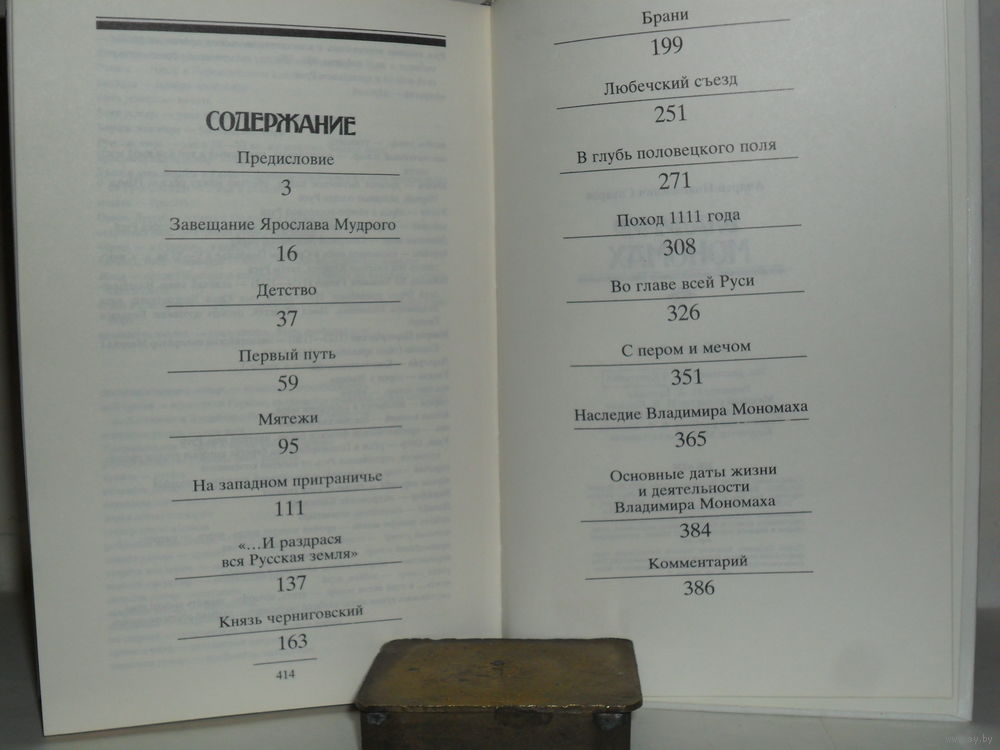 СОДЕРЖАНИЕ
Предисловие
3
Завещание Ярослава Мудрого
16
Детство
37
Первый путь
59
Мятежи
95
На западном приграничье
111
«...И раздрася
вся Русская земля»
137
Князь черниговский
163
414
Брани
199
Любечский съезд
251
В глубь половецкого поля
271
Поход 1111 года
308
Во главе всей Руси
326
С пером и мечом
351
Наследие Владимира Мономаха
365
Основные даты жизни
и деятельности
Владимира Мономаха
384
Комментарий
386